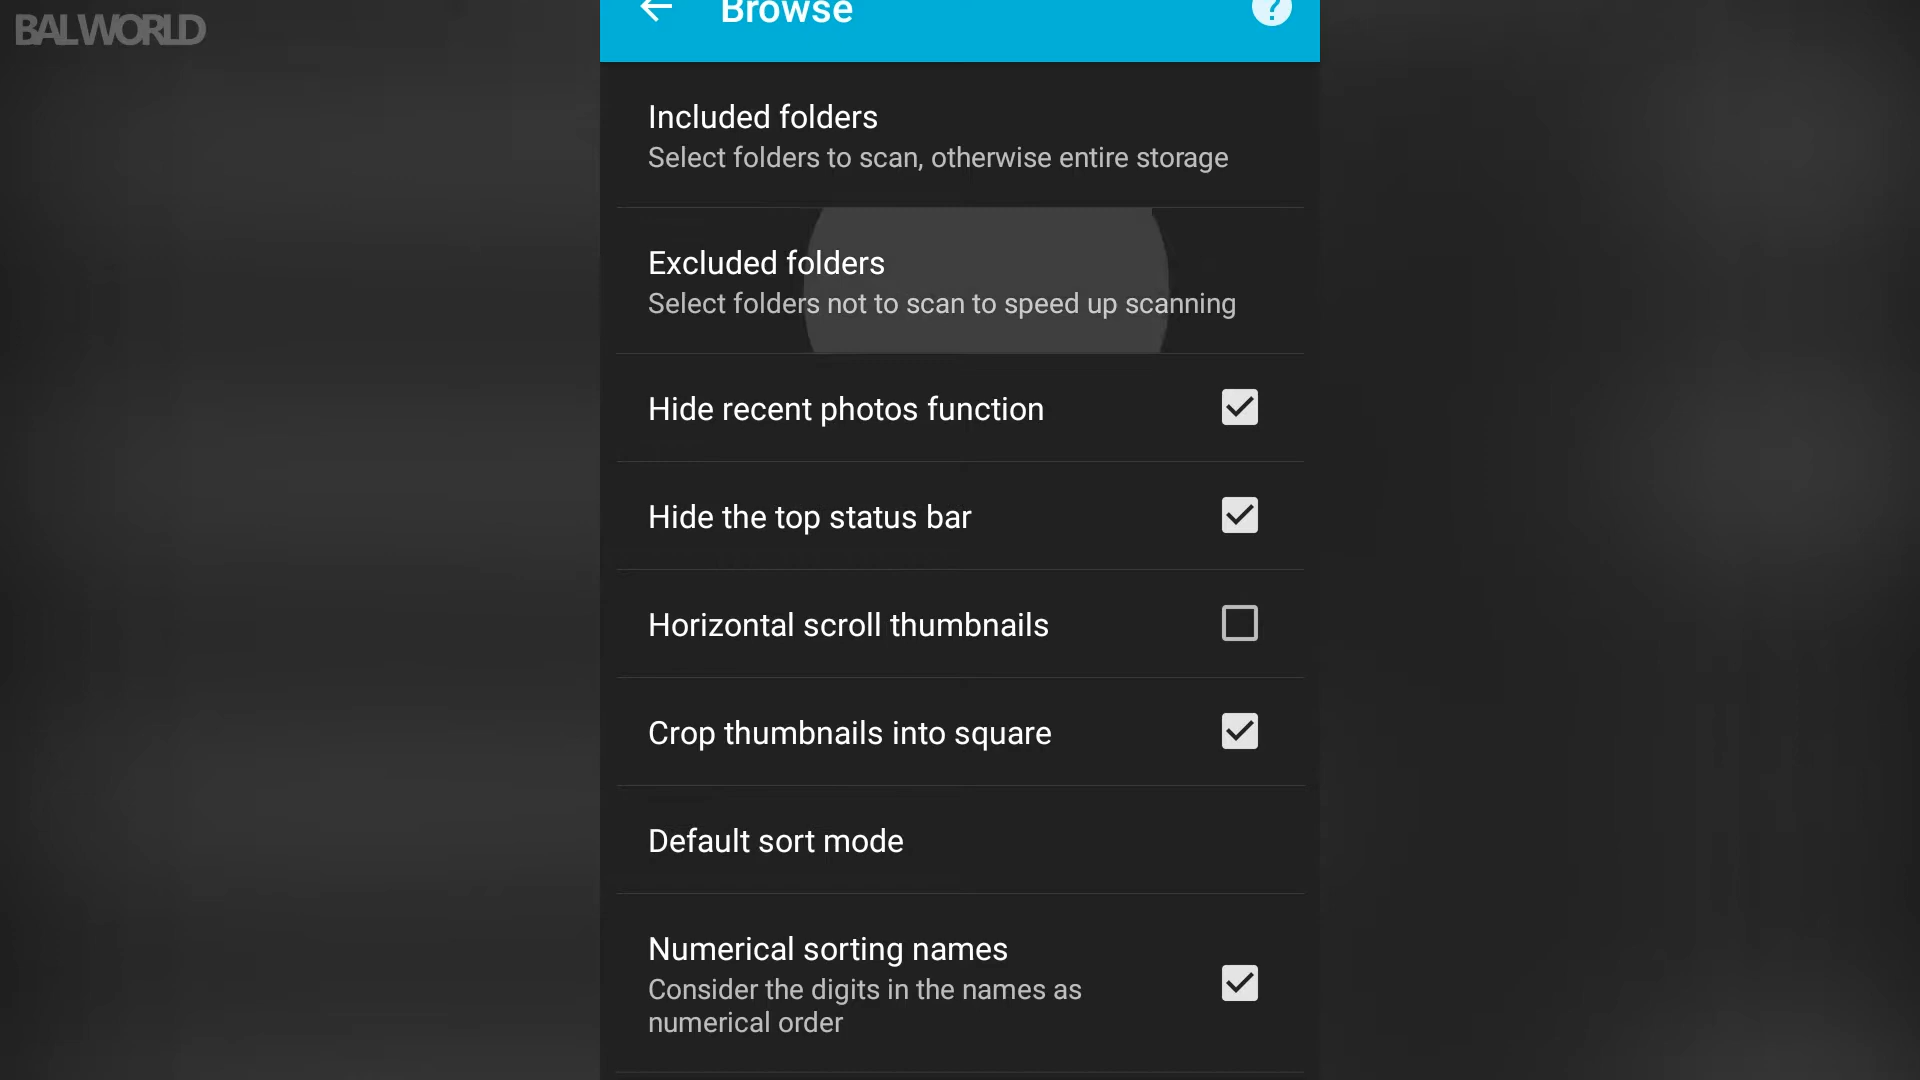 BALWORLD
Browse
?
Included folders
Select folders to scan, otherwise entire storage
Excluded folders
Select folders not to scan to speed up scanning
Hide recent photos function
Hide the top status bar
Horizontal scroll thumbnails
Crop thumbnails into square
Default sort mode
Numerical sorting names
Consider the digits in the names as
numerical order